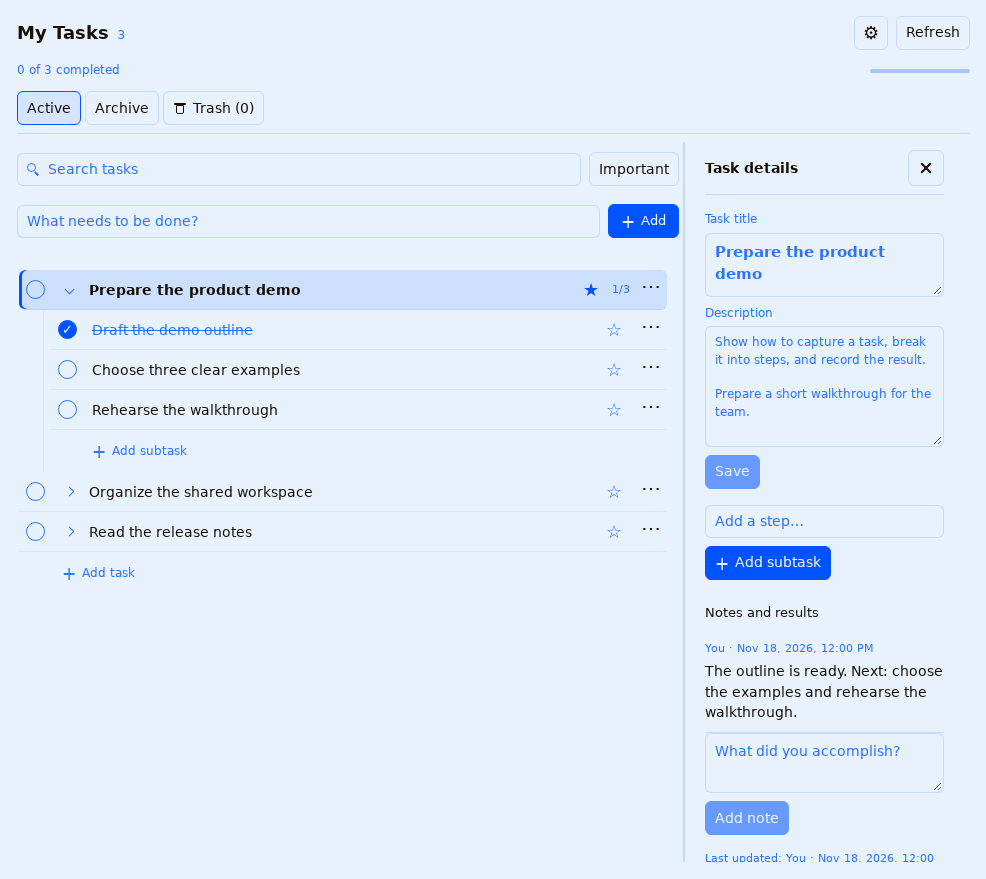 My Tasks 3
Refresh
0 of 3 completed
Active
Archive
Trash (0)
Search tasks
Important
What needs to be done?
+ Add
Prepare the product demo
1/3
Draft the demo outline
Choose three clear examples
Rehearse the walkthrough
+ Add subtask
Organize the shared workspace
Read the release notes
+ Add task
Task details
Task title
Prepare the product
demo
Description
Show how to capture a task, break
it into steps, and record the result.
Prepare a short walkthrough for the
team.
Save
Add a step...
+ Add subtask
Notes and results
You · Nov 18, 2026, 12:00 PM
The outline is ready. Next: choose
the examples and rehearse the
walkthrough.
What did you accomplish?
Add note
Last updated: You · Nov 18, 2026, 12:00